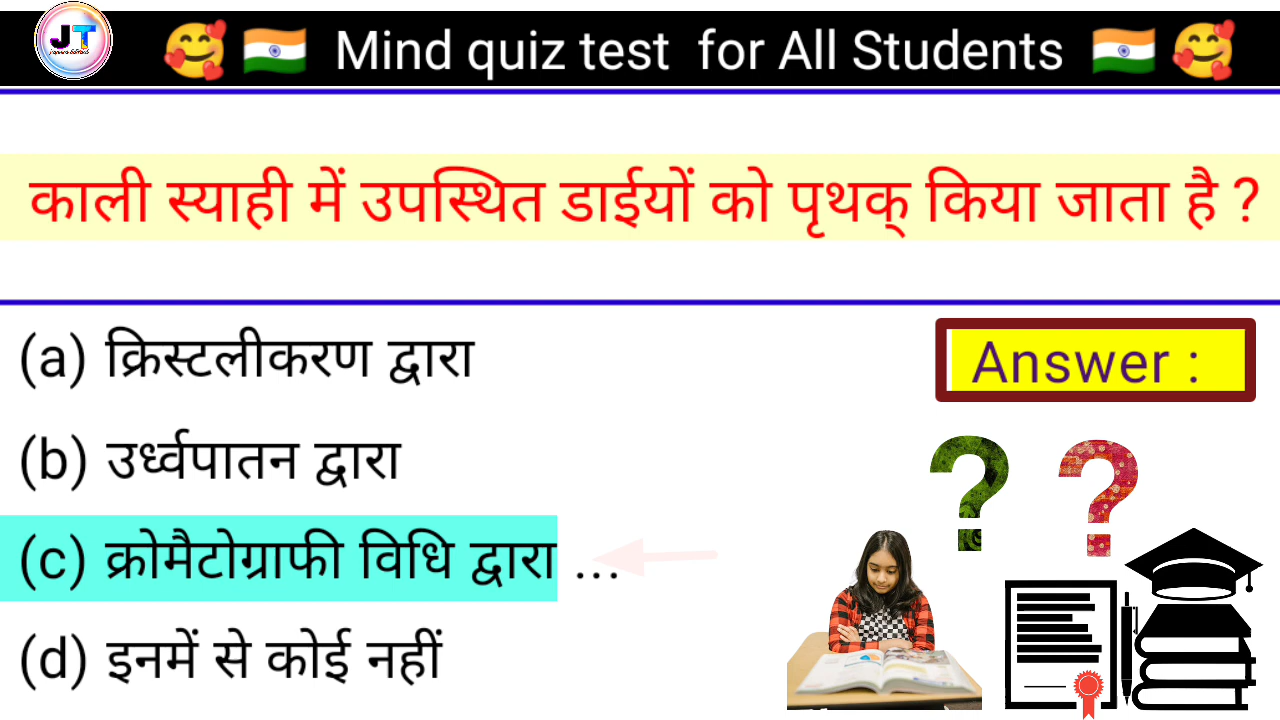 JT
Mind quiz test for All Students
काली स्याही में उपस्थित डाईयों को पृथक् किया जाता है ?
(a) क्रिस्टलीकरण द्वारा
Answer :
(b) उर्ध्वपातन द्वारा
(c) क्रोमैटोग्राफी विधि द्वारा ...
(d) इनमें से कोई नहीं
? ?